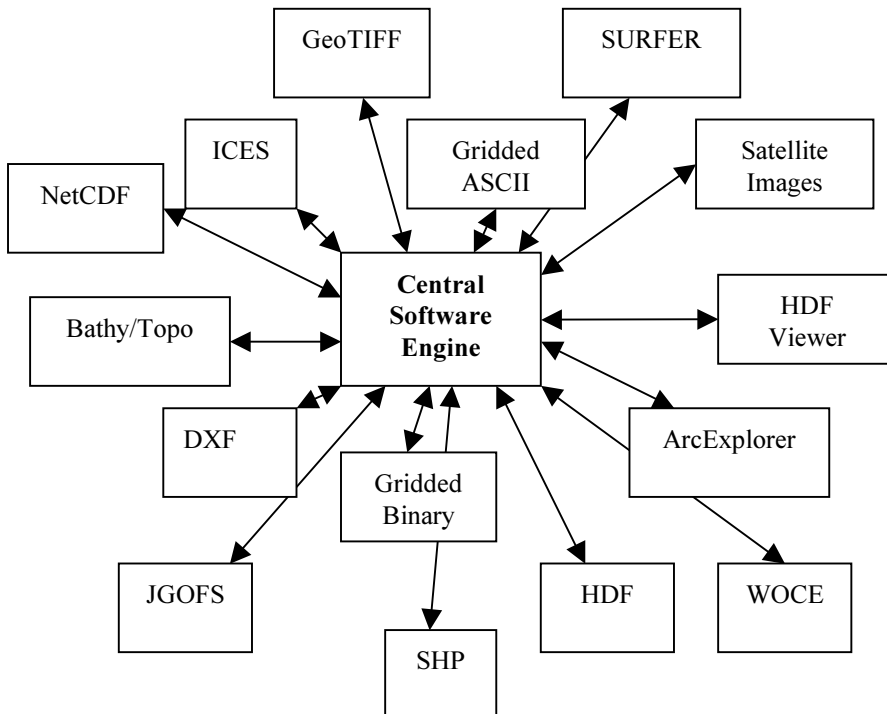 GeoTIFF
SURFER
ICES
Gridded
ASCII
Satellite
Images
NetCDF
Central
Software
Engine
HDF
Viewer
Bathy/Topo
DXF
ArcExplorer
Gridded
Binary
JGOFS
HDF
WOCE
SHP